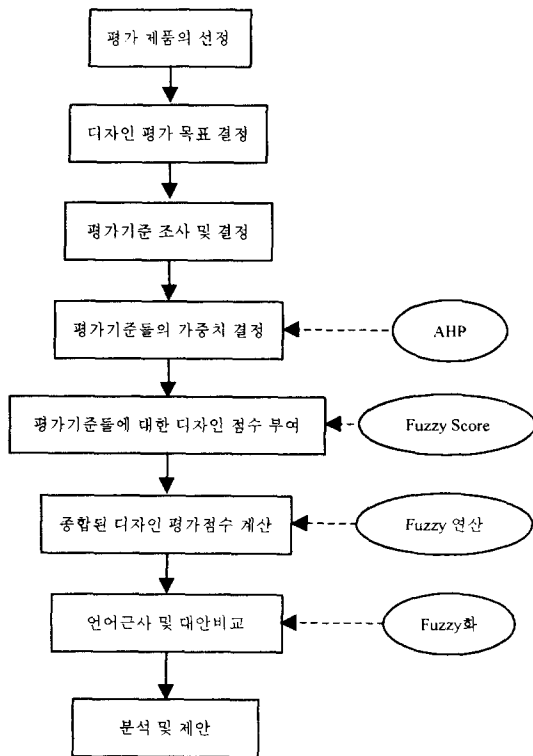 평가 제품의 선정
디자인 평가 목표 결정
평가기준 조사 및 결정
평가기준들의 가중치 결정
AHP
평가기준들에 대한 디자인 점수 부여
Fuzzy Score
종합된 디자인 평가점수 계산
Fuzzy 연산
언어근사 및 대안비교
Fuzzy화
분석 및 제안